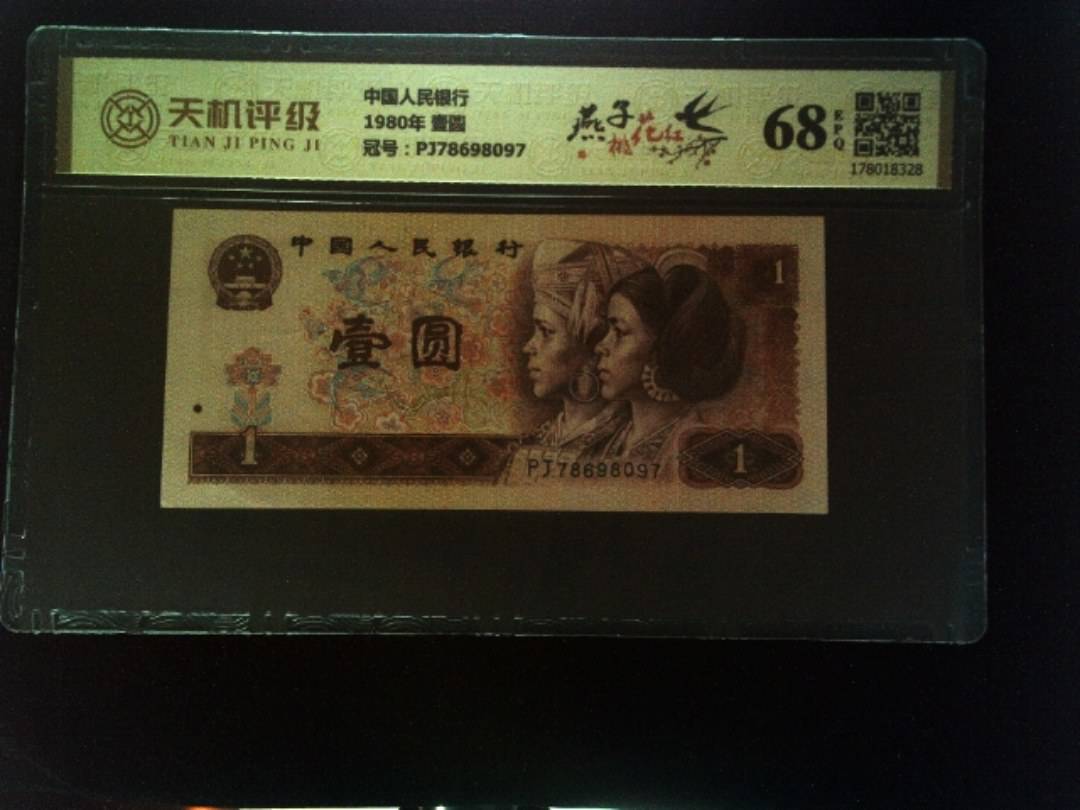 天机评级
TIAN JI PING JI
中国人民银行
1980年 壹圆
冠号：PJ78698097
燕子
桃花红
68
EPQ
178018328
中国人民銀行
1
壹圆
1
PJ78698097
1